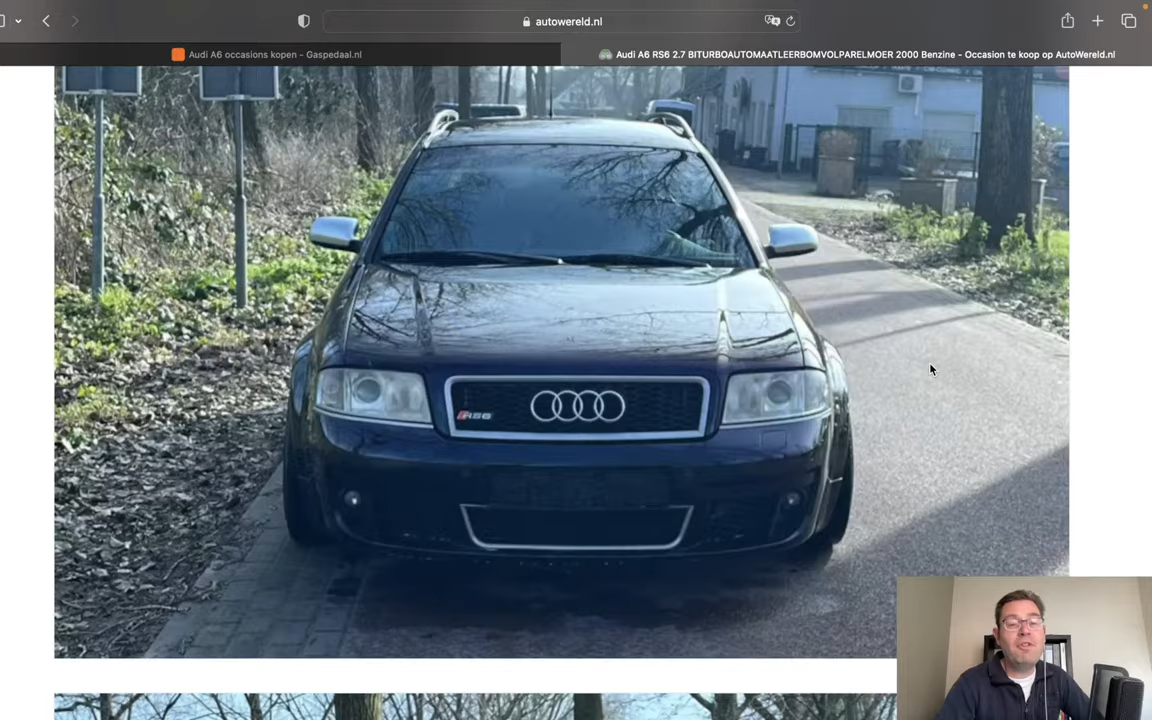 autowereld.nl
Audi A6 occasions kopen - Gaspedaal.nl
Audi A6 RS6 2.7 BITURBOAUTOMAATLEERBOMVOLPARELMOER 2000 Benzine - Occasion te koop op AutoWereld.nl
RS6